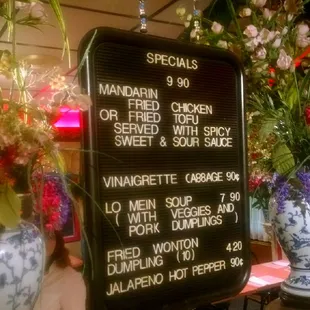 SPECIALS
9 90
MANDARIN
FRIED CHICKEN
OR FRIED TOFU
SERVED WITH SPICY
SWEET & SOUR SAUCE
VINAIGRETTE CABBAGE 90¢
LO MEIN SOUP 7 90
( WITH VEGGIES AND
PORK DUMPLINGS )
FRIED WONTON
DUMPLING (10) 4 20
JALAPENO HOT PEPPER 90¢